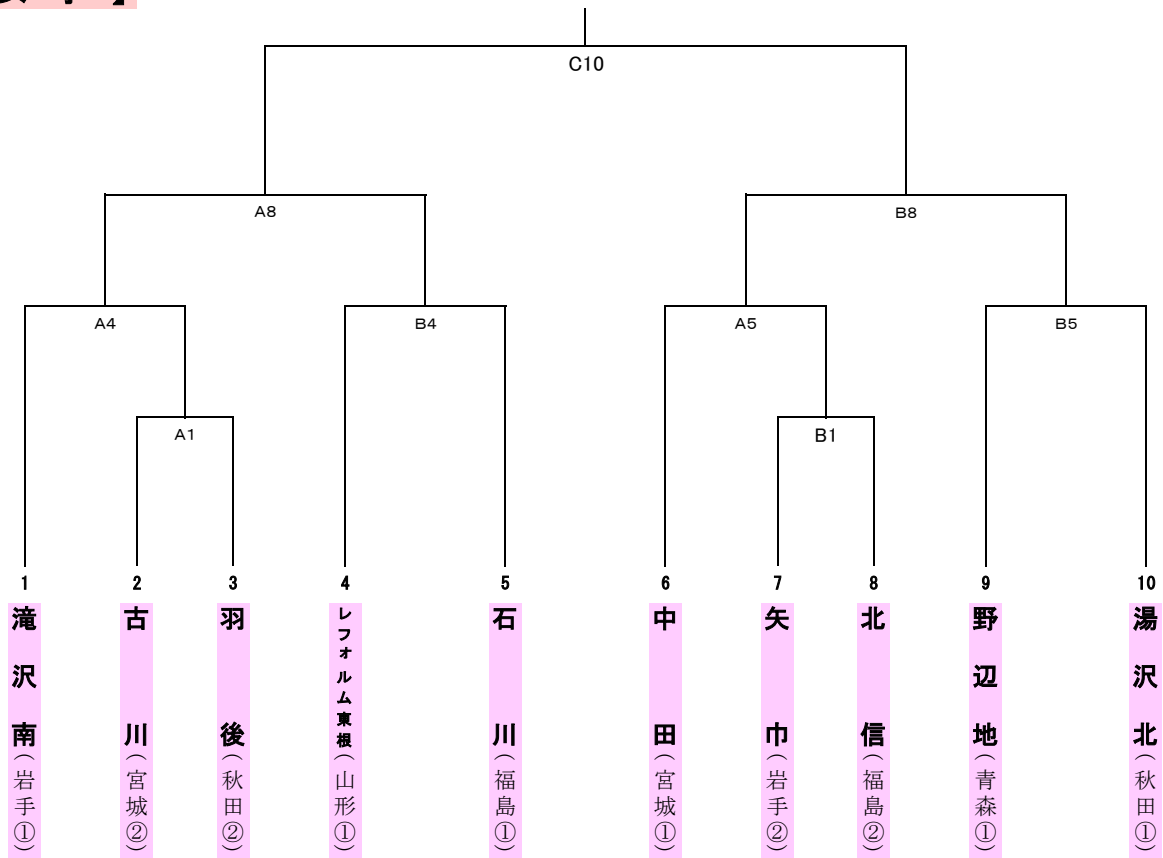 C10
A8
B8
A4
B4
A5
B5
A1
B1
1
2
3
4
5
6
7
8
9
10
滝沢南(岩手①)
古川(宮城②)
羽後(秋田②)
レフォルム東根(山形①)
石川(福島①)
中田(宮城①)
矢巾(岩手②)
北信(福島②)
野辺地(青森①)
湯沢北(秋田①)